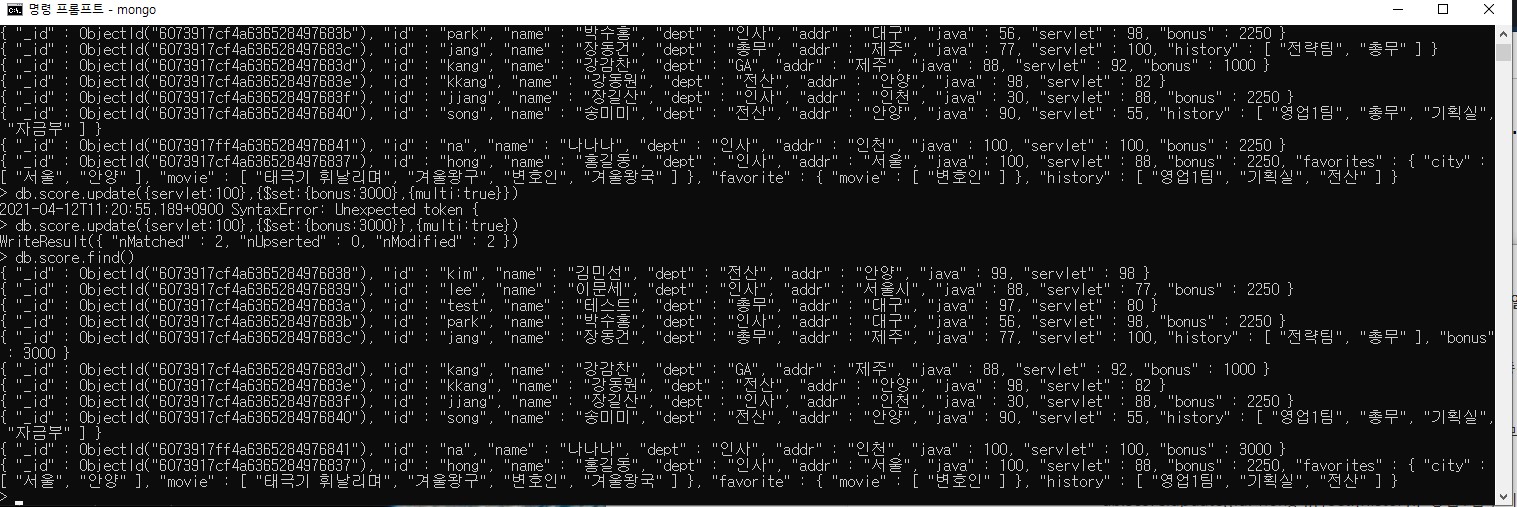 명령 프롬프트 - mongo
{ "_id" : ObjectId("6073917cf4a636528497683b"), "id" : "park", "name" : "박수홍", "dept" : "인사", "addr" : "대구", "java" : 56, "servlet" : 98, "bonus" : 2250 }
{ "_id" : ObjectId("6073917cf4a636528497683c"), "id" : "jang", "name" : "장동건", "dept" : "총무", "addr" : "제주", "java" : 77, "servlet" : 100, "history" : [ "전략팀", "총무" ] }
{ "_id" : ObjectId("6073917cf4a636528497683d"), "id" : "kang", "name" : "강감찬", "dept" : "GA", "addr" : "제주", "java" : 88, "servlet" : 92, "bonus" : 1000 }
{ "_id" : ObjectId("6073917cf4a636528497683e"), "id" : "kkang", "name" : "강동원", "dept" : "전산", "addr" : "안양", "java" : 98, "servlet" : 82 }
{ "_id" : ObjectId("6073917cf4a636528497683f"), "id" : "jjang", "name" : "장길산", "dept" : "인사", "addr" : "인천", "java" : 30, "servlet" : 88, "bonus" : 2250 }
{ "_id" : ObjectId("6073917cf4a6365284976840"), "id" : "song", "name" : "송미미", "dept" : "전산", "addr" : "안양", "java" : 90, "servlet" : 55, "history" : [ "영업1팀", "총무", "기획실",
"자금부" ] }
{ "_id" : ObjectId("6073917ff4a6365284976841"), "id" : "na", "name" : "나나나", "dept" : "인사", "addr" : "인천", "java" : 100, "servlet" : 100, "bonus" : 2250 }
{ "_id" : ObjectId("6073917cf4a6365284976837"), "id" : "hong", "name" : "홍길동", "dept" : "인사", "addr" : "서울", "java" : 100, "servlet" : 88, "bonus" : 2250, "favorites" : { "city" :
[ "서울", "안양" ], "movie" : [ "태극기 휘날리며", "겨울왕구", "변호인", "겨울왕국" ] }, "favorite" : { "movie" : [ "변호인" ] }, "history" : [ "영업1팀", "기획실", "전산" ] }
> db.score.update({servlet:100},{$set:{bonus:3000},{multi:true}})
2021-04-12T11:20:55.189+0900 SyntaxError: Unexpected token {
> db.score.update({servlet:100},{$set:{bonus:3000}},{multi:true})
WriteResult({ "nMatched" : 2, "nUpserted" : 0, "nModified" : 2 })
> db.score.find()
{ "_id" : ObjectId("6073917cf4a6365284976838"), "id" : "kim", "name" : "김민선", "dept" : "전산", "addr" : "안양", "java" : 99, "servlet" : 98 }
{ "_id" : ObjectId("6073917cf4a6365284976839"), "id" : "lee", "name" : "이문세", "dept" : "인사", "addr" : "서울시", "java" : 88, "servlet" : 77, "bonus" : 2250 }
{ "_id" : ObjectId("6073917cf4a636528497683a"), "id" : "test", "name" : "테스트", "dept" : "총무", "addr" : "대구", "java" : 97, "servlet" : 80 }
{ "_id" : ObjectId("6073917cf4a636528497683b"), "id" : "park", "name" : "박수홍", "dept" : "인사", "addr" : "대구", "java" : 56, "servlet" : 98, "bonus" : 2250 }
{ "_id" : ObjectId("6073917cf4a636528497683c"), "id" : "jang", "name" : "장동건", "dept" : "총무", "addr" : "제주", "java" : 77, "servlet" : 100, "history" : [ "전략팀", "총무" ], "bonus"
: 3000 }
{ "_id" : ObjectId("6073917cf4a636528497683d"), "id" : "kang", "name" : "강감찬", "dept" : "GA", "addr" : "제주", "java" : 88, "servlet" : 92, "bonus" : 1000 }
{ "_id" : ObjectId("6073917cf4a636528497683e"), "id" : "kkang", "name" : "강동원", "dept" : "전산", "addr" : "안양", "java" : 98, "servlet" : 82 }
{ "_id" : ObjectId("6073917cf4a636528497683f"), "id" : "jjang", "name" : "장길산", "dept" : "인사", "addr" : "인천", "java" : 30, "servlet" : 88, "bonus" : 2250 }
{ "_id" : ObjectId("6073917cf4a6365284976840"), "id" : "song", "name" : "송미미", "dept" : "전산", "addr" : "안양", "java" : 90, "servlet" : 55, "history" : [ "영업1팀", "총무", "기획실",
"자금부" ] }
{ "_id" : ObjectId("6073917ff4a6365284976841"), "id" : "na", "name" : "나나나", "dept" : "인사", "addr" : "인천", "java" : 100, "servlet" : 100, "bonus" : 3000 }
{ "_id" : ObjectId("6073917cf4a6365284976837"), "id" : "hong", "name" : "홍길동", "dept" : "인사", "addr" : "서울", "java" : 100, "servlet" : 88, "bonus" : 2250, "favorites" : { "city" :
[ "서울", "안양" ], "movie" : [ "태극기 휘날리며", "겨울왕구", "변호인", "겨울왕국" ] }, "favorite" : { "movie" : [ "변호인" ] }, "history" : [ "영업1팀", "기획실", "전산" ] }
>